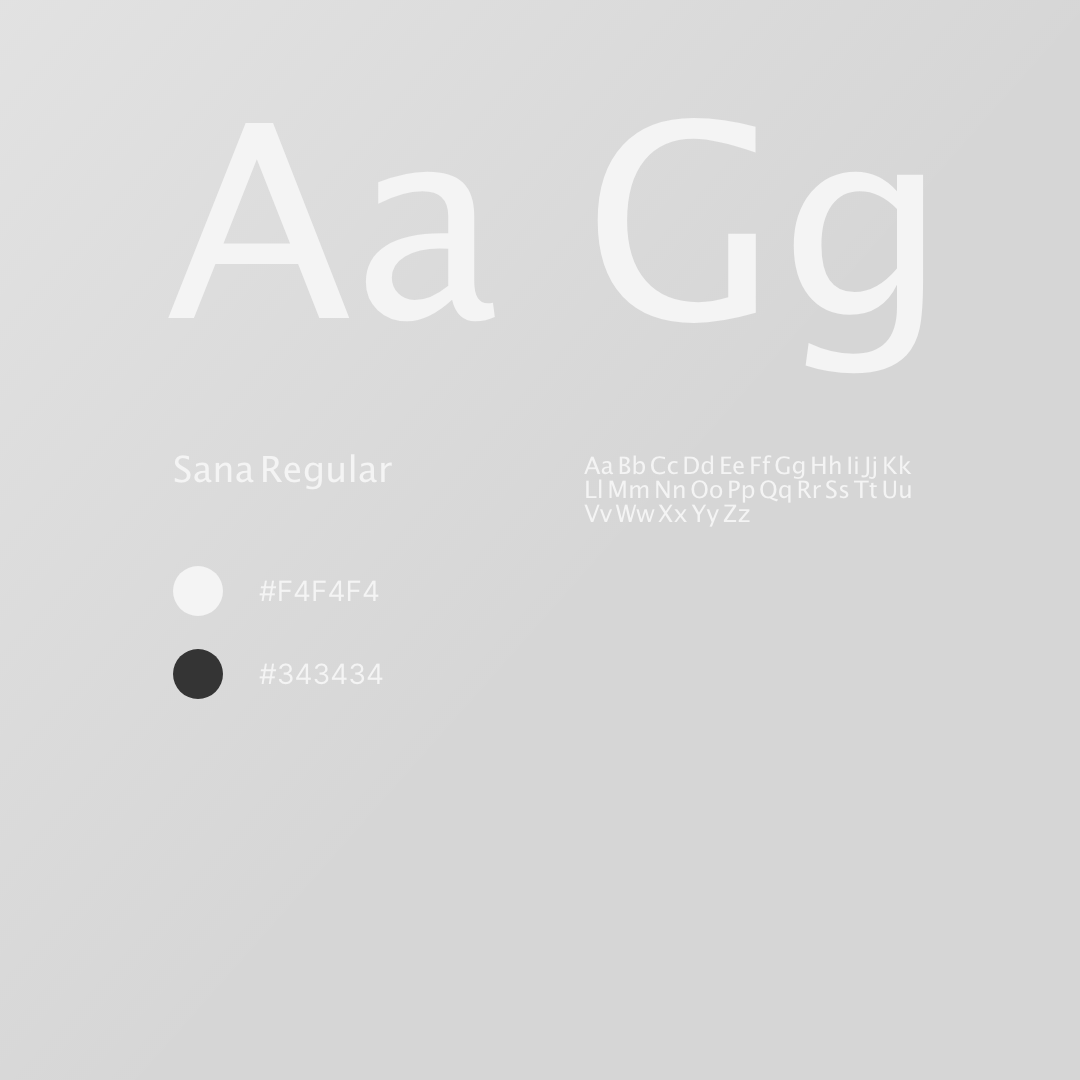 Aa Gg
Sana Regular
Aa Bb Cc Dd Ee Ff Gg Hh Ii Jj Kk
Ll Mm Nn Oo Pp Qq Rr Ss Tt Uu
Vv Ww Xx Yy Zz
#F4F4F4
#343434